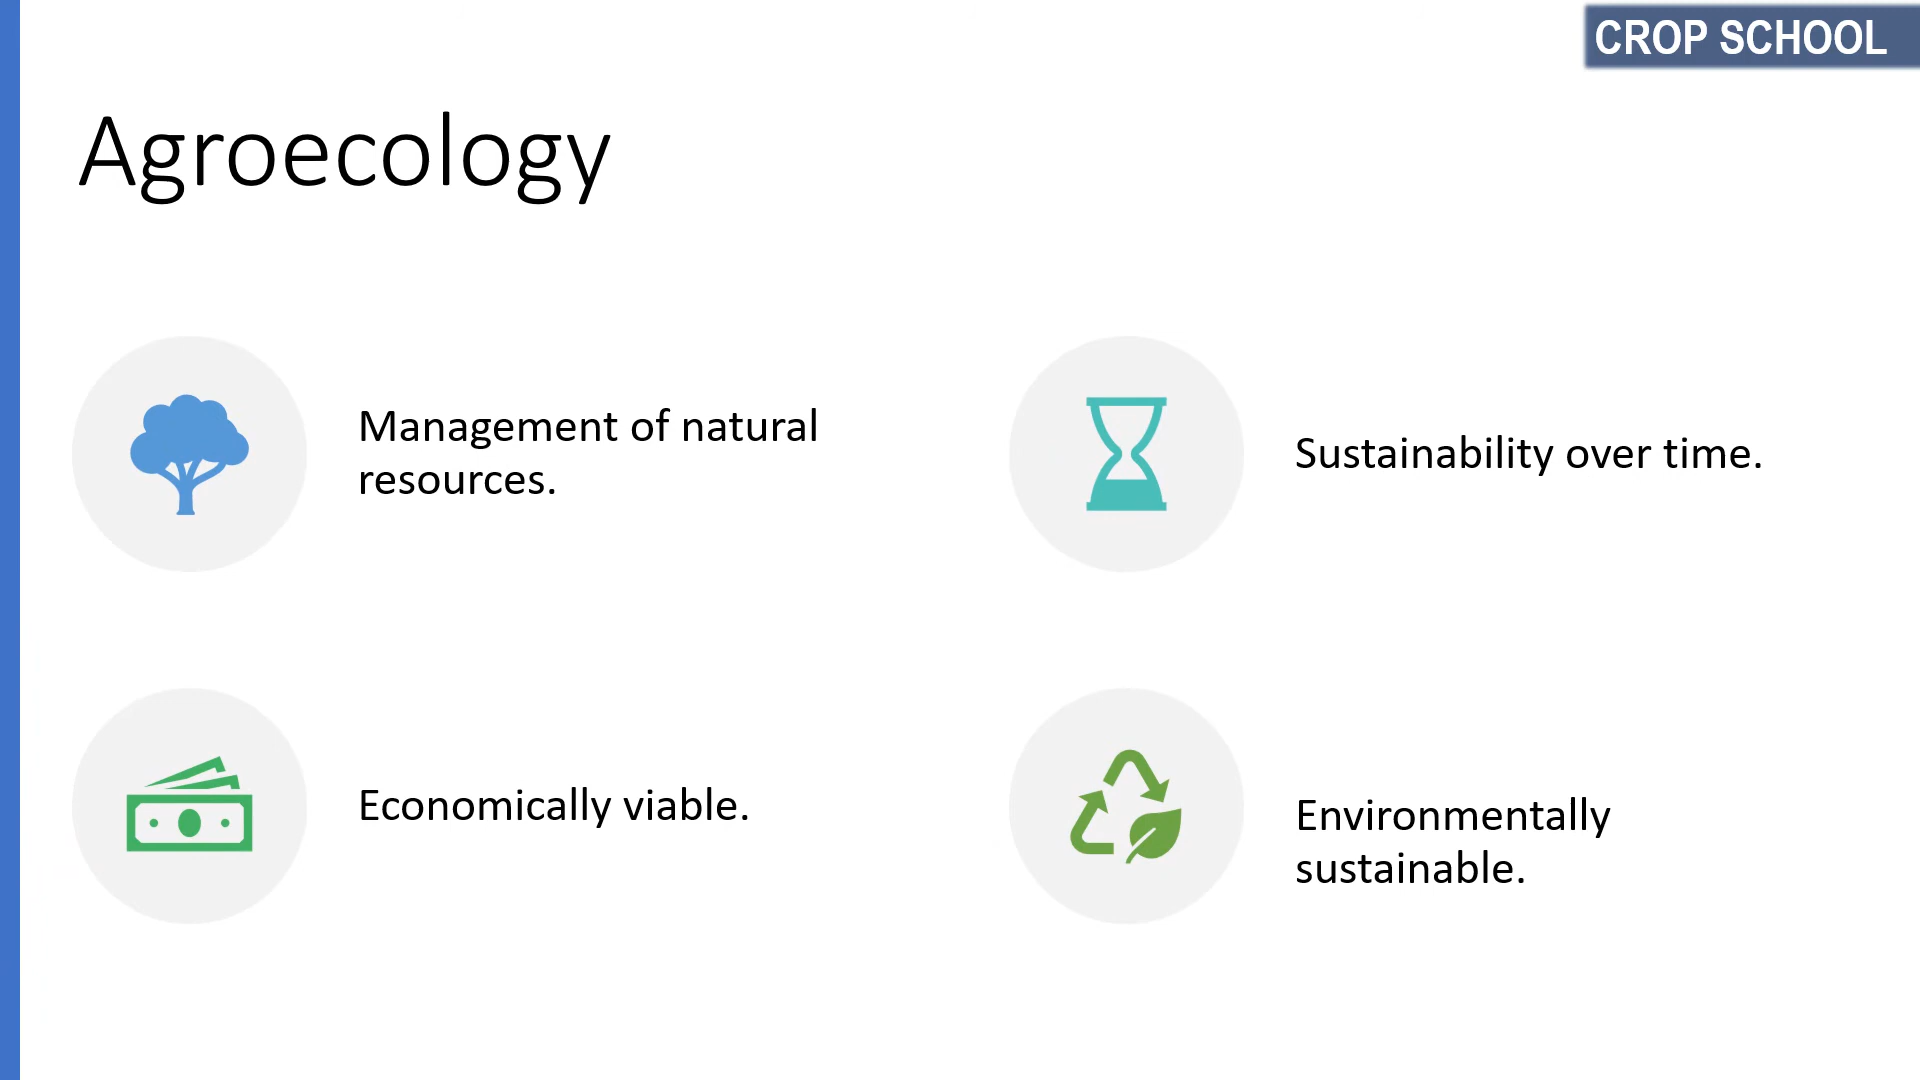 CROP SCHOOL
Agroecology
Management of natural
resources.
Sustainability over time.
Economically viable.
Environmentally
sustainable.